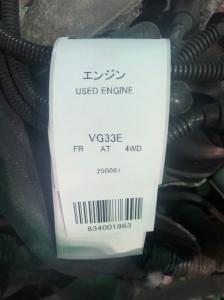 エンジン
USED ENGINE
VG33E
FR AT 4WD
250081
834001863